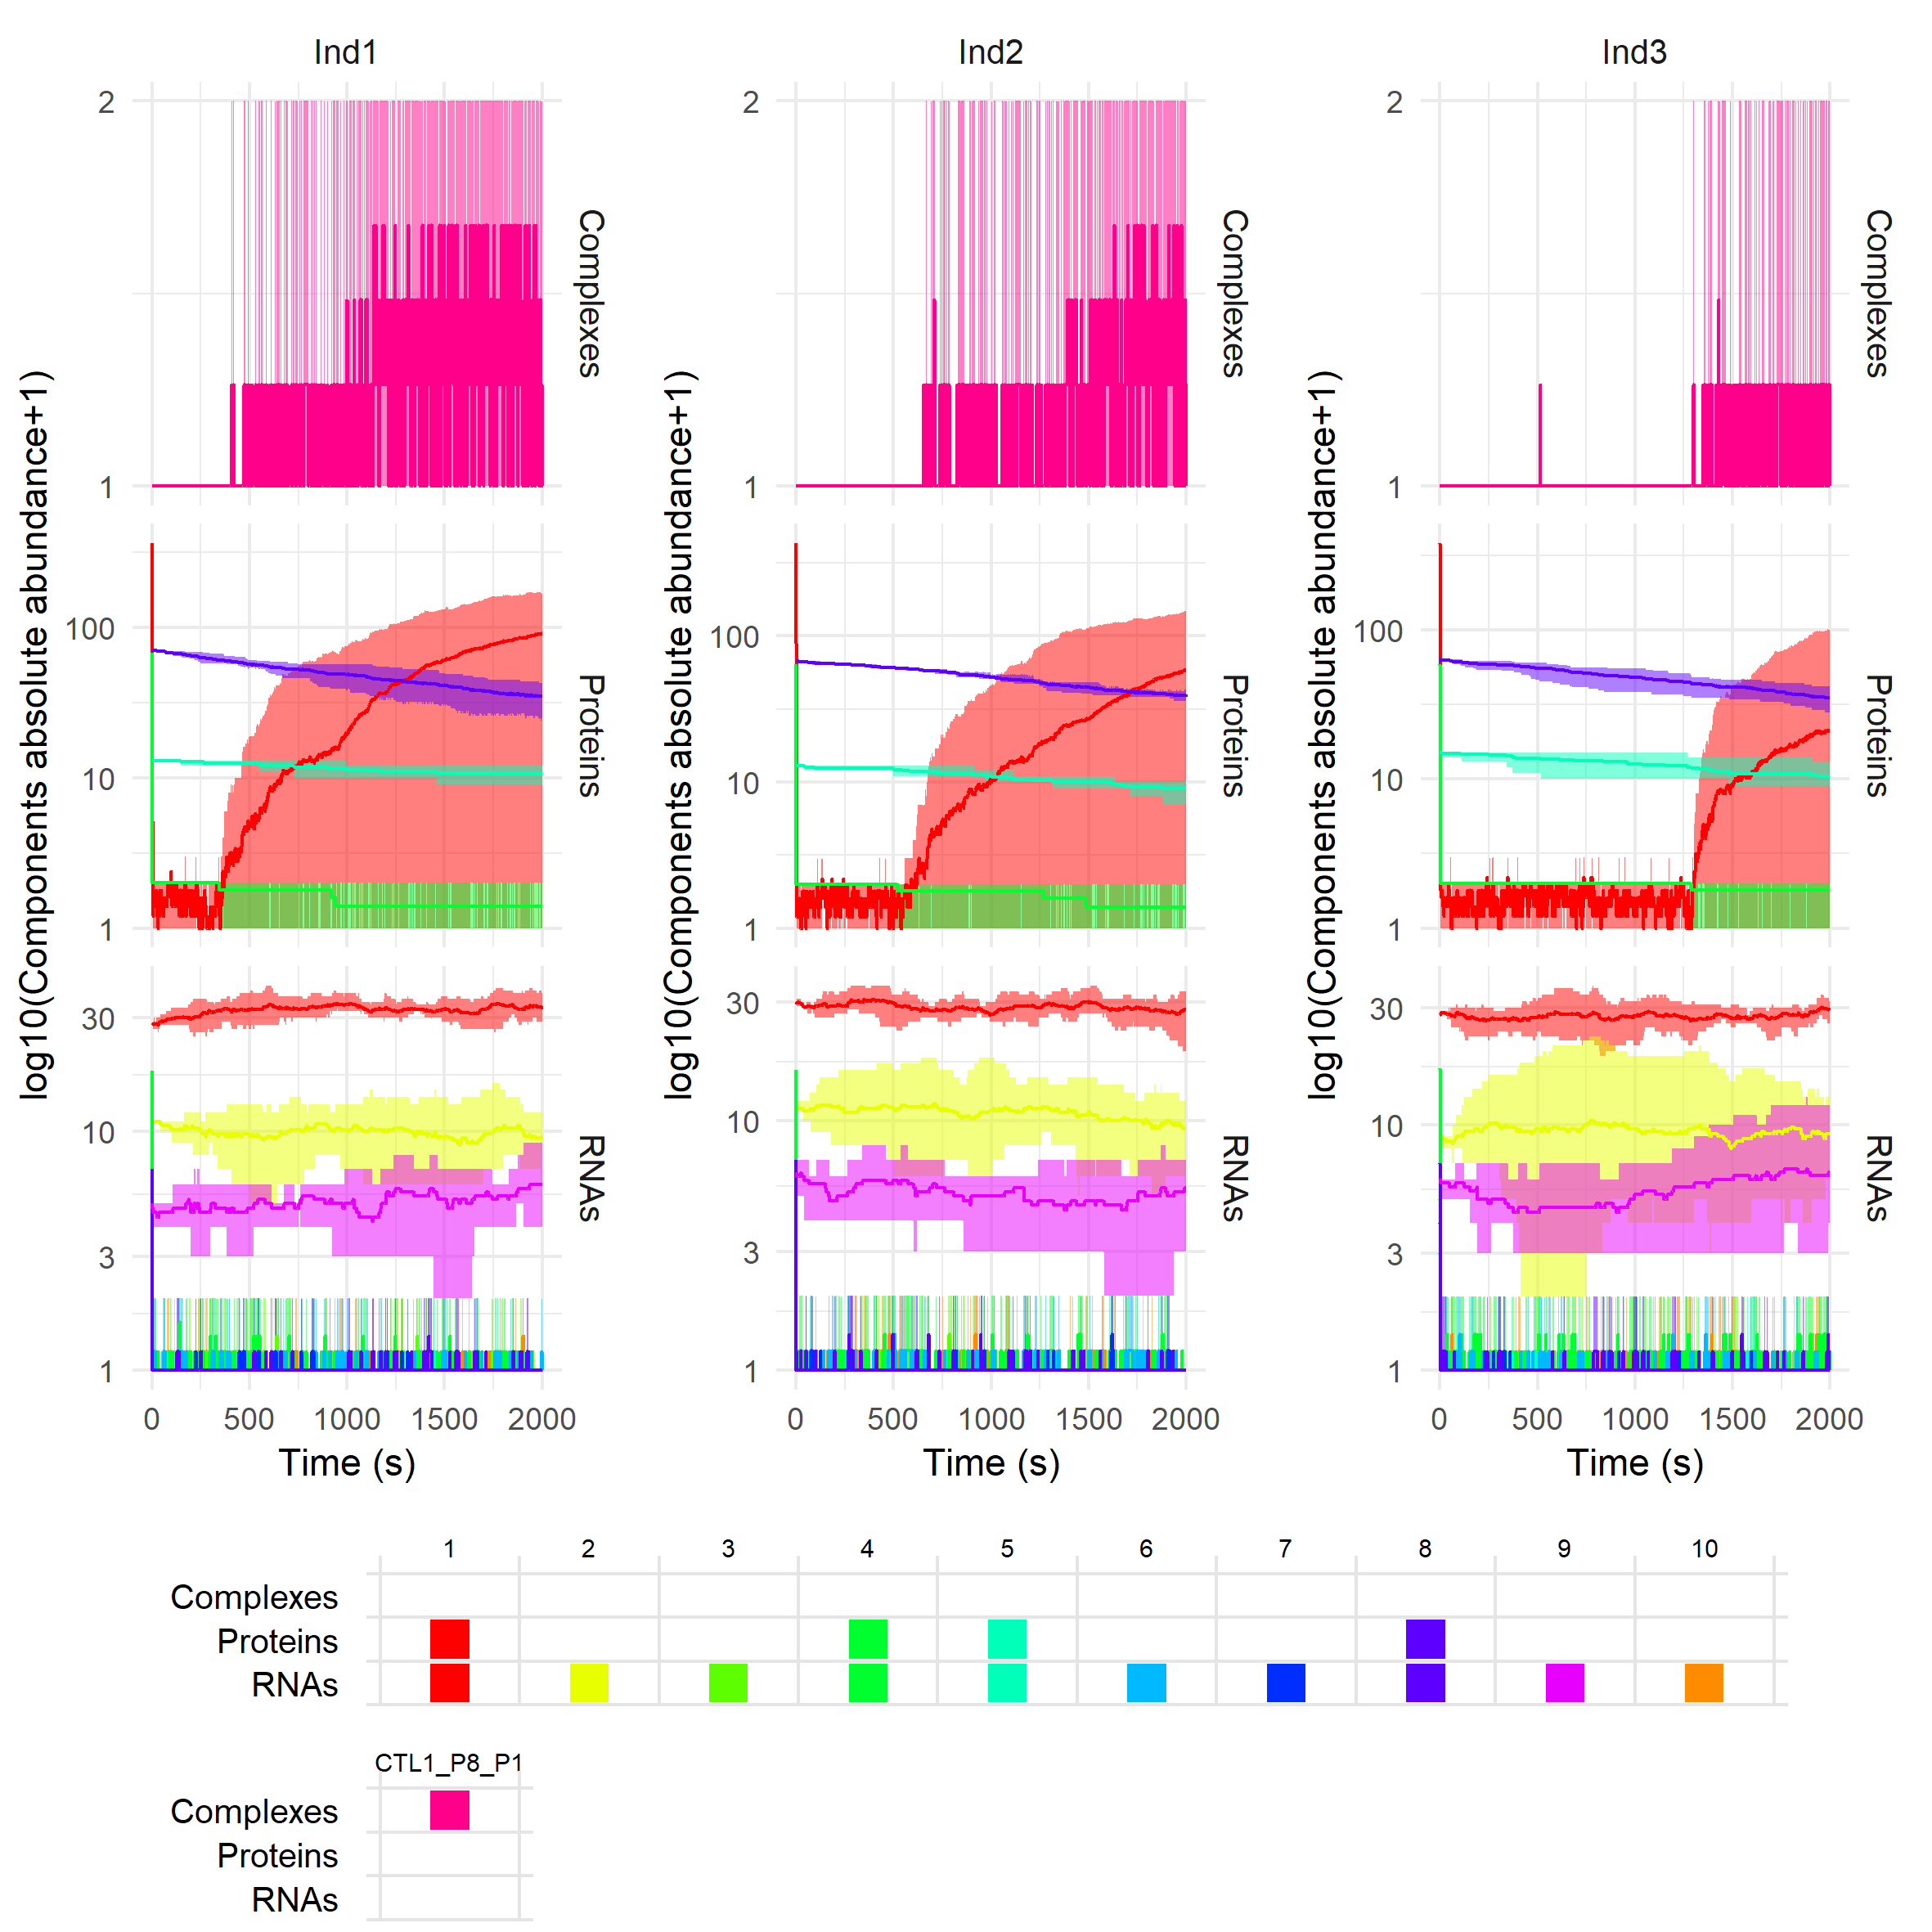 Ind1 Ind2 Ind3
log10(Components absolute abundance+1)
2
1
Complexes
100
10
1
Proteins
30
10
3
1
RNAs
0 500 1000 1500 2000
Time (s)
log10(Components absolute abundance+1)
2
1
Complexes
100
10
1
Proteins
30
10
3
1
RNAs
0 500 1000 1500 2000
Time (s)
log10(Components absolute abundance+1)
2
1
Complexes
100
10
1
Proteins
30
10
3
1
RNAs
0 500 1000 1500 2000
Time (s)
1 2 3 4 5 6 7 8 9 10
Complexes
Proteins
RNAs
CTL1_P8_P1
Complexes
Proteins
RNAs